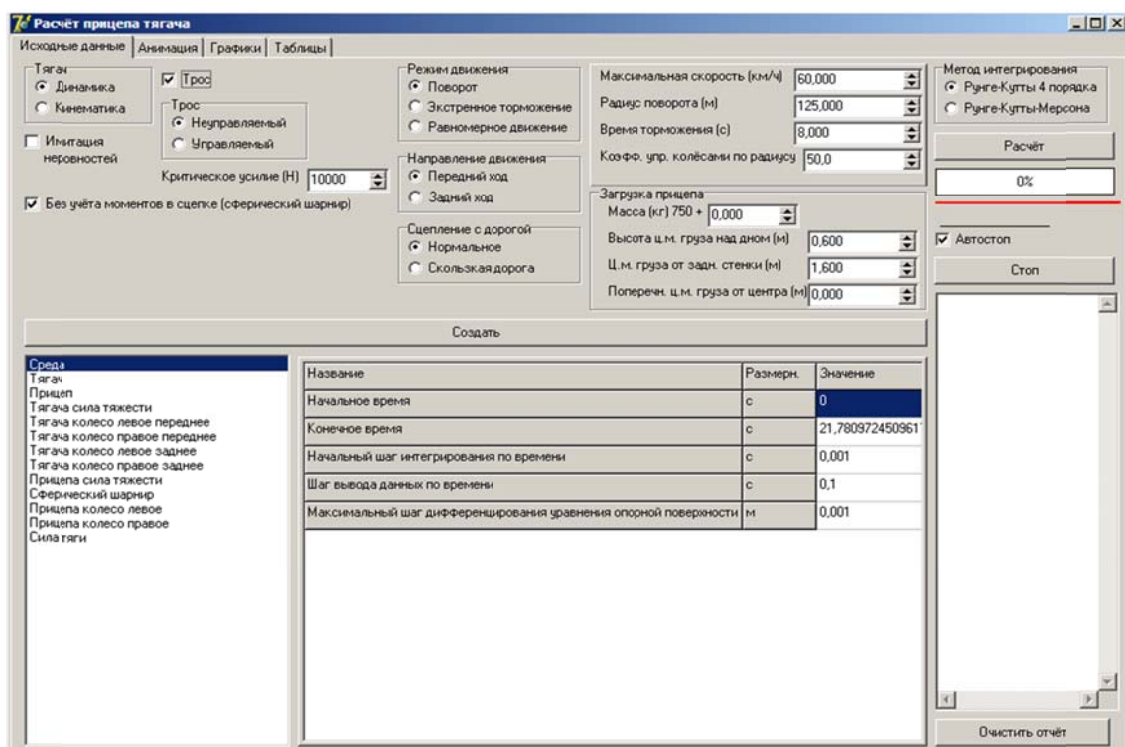 Расчёт прицепа тягача
Исходные данные Анимация Графики Таблицы
Тягач
Динамика
Кинематика
Имитация
неровностей
Трос
Трос
Неуправляемый
Управляемый
Критическое усилие (Н) 10000
Без учёта моментов в сцепке (сферический шарнир)
Режим движения
Поворот
Экстренное торможение
Равномерное движение
Направление движения
Передний ход
Задний ход
Сцепление с дорогой
Нормальное
Скользкая дорога
Максимальная скорость (км/ч) 60,000
Радиус поворота (м) 125,000
Время торможения (с) 8,000
Коэфф. упр. колёсами по радиусу 50,0
Загрузка прицепа
Масса (кг) 750 + 0,000
Высота ц.м. груза над дном (м) 0,600
Ц.м. груза от задн. стенки (м) 1,600
Поперечн. ц.м. груза от центра (м) 0,000
Метод интегрирования
Рунге-Кутты 4 порядка
Рунге-Кутты-Мерсона
Расчёт
0%
Автостоп
Стоп
Создать
Среда
Тягач
Прицеп
Тягача сила тяжести
Тягача колесо левое переднее
Тягача колесо правое переднее
Тягача колесо левое заднее
Тягача колесо правое заднее
Прицепа сила тяжести
Сферический шарнир
Прицепа колесо левое
Прицепа колесо правое
Сила тяги
Название Размерн. Значение
Начальное время с 0
Конечное время с 21,780972450961
Начальный шаг интегрирования по времени с 0,001
Шаг вывода данных по времени с 0,1
Максимальный шаг дифференцирования уравнения опорной поверхности м 0,001
Очистить отчёт